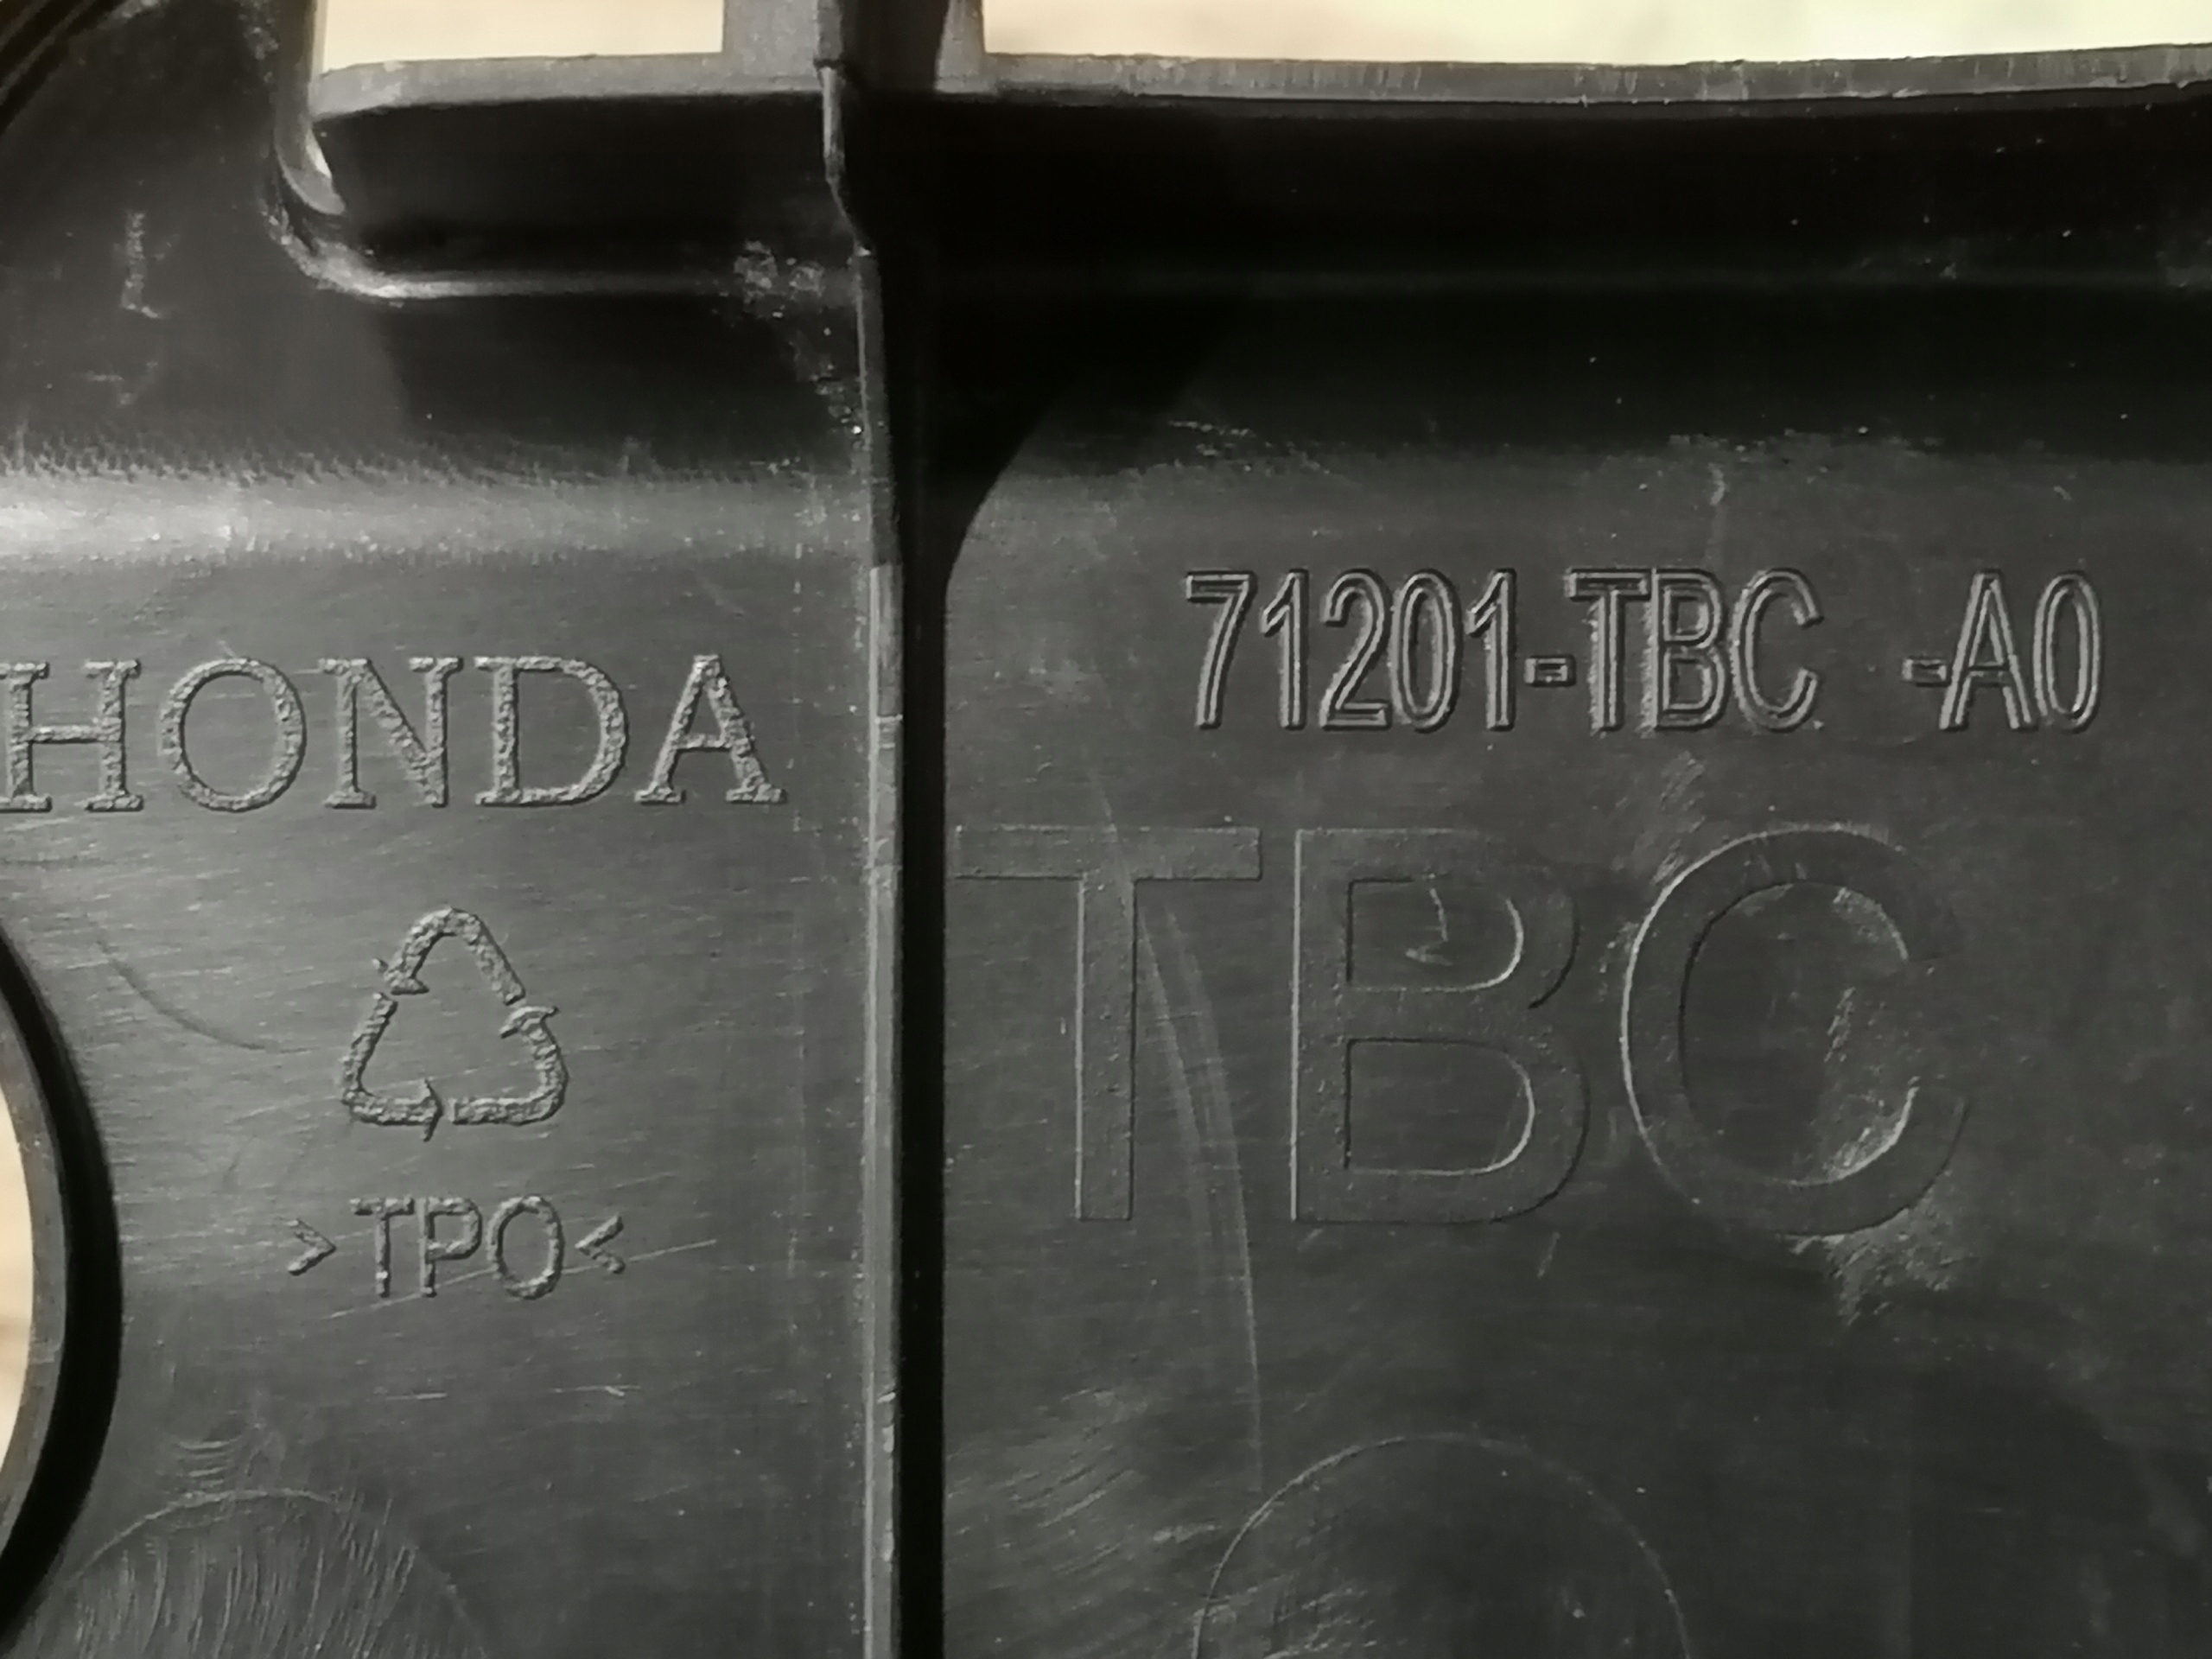 HONDA
>TPO<
71201-TBC -A0
TBC